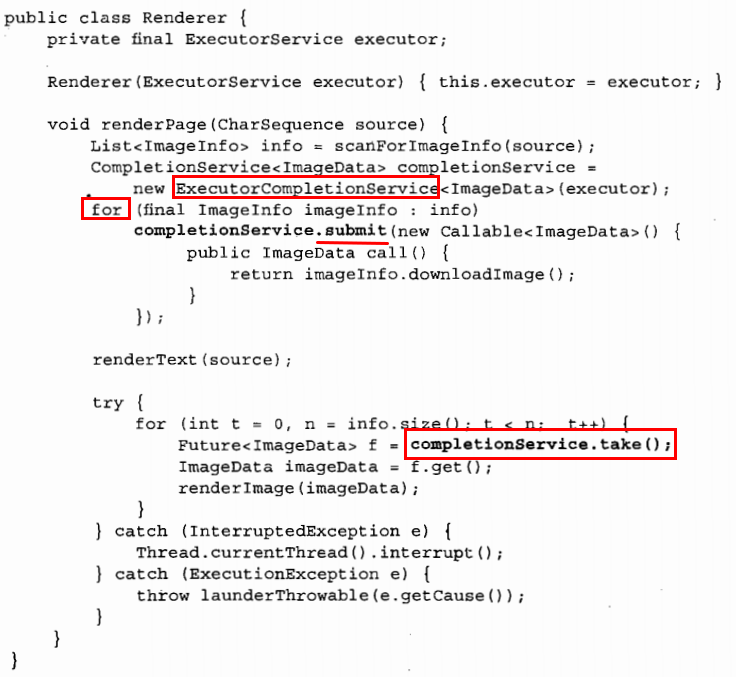 public class Renderer {
    private final ExecutorService executor;

    Renderer(ExecutorService executor) { this.executor = executor; }

    void renderPage(CharSequence source) {
        List<ImageInfo> info = scanForImageInfo(source);
        CompletionService<ImageData> completionService =
            new ExecutorCompletionService<ImageData>(executor);
        for (final ImageInfo imageInfo : info)
            completionService.submit(new Callable<ImageData>() {
                public ImageData call() {
                    return imageInfo.downloadImage();
                }
            });

        renderText(source);

        try {
            for (int t = 0, n = info.size(); t < n;  t++) {
                Future<ImageData> f = completionService.take();
                ImageData imageData = f.get();
                renderImage(imageData);
            }
        } catch (InterruptedException e) {
            Thread.currentThread().interrupt();
        } catch (ExecutionException e) {
            throw launderThrowable(e.getCause());
        }
    }
}